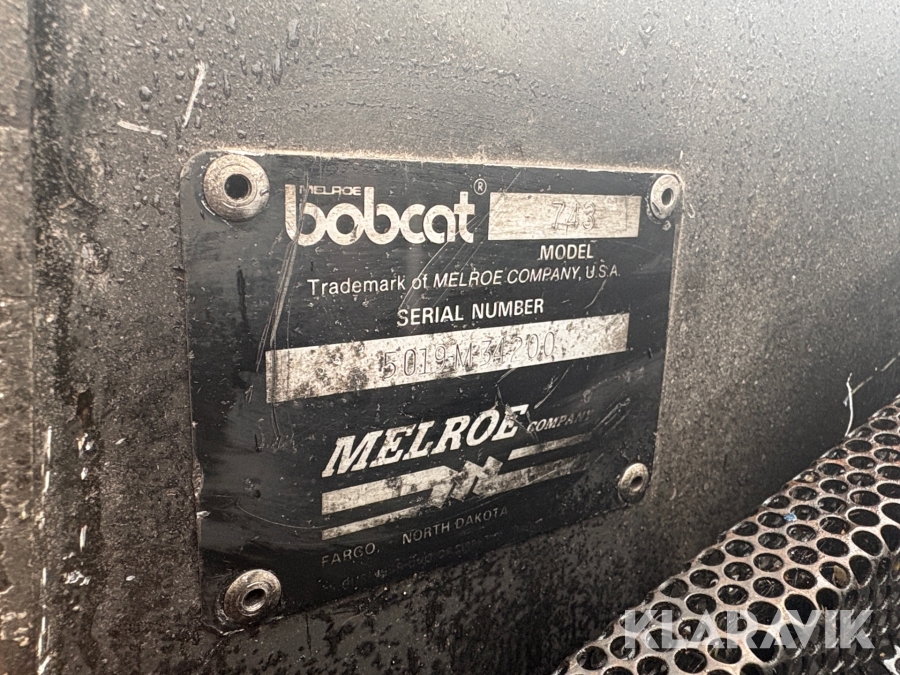 MELROE
bobcat® 743
MODEL
Trademark of MELROE COMPANY, U.S.A.
SERIAL NUMBER
5019M34200
MELROE COMPANY
FARGO, NORTH DAKOTA
KLARAVIK